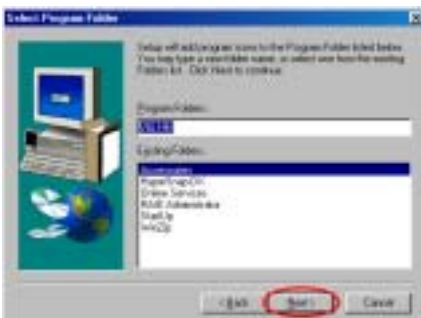 Select Program Folder
Setup will add program icons to the Program Folder listed below.
You may type a new folder name, or select one from the existing
Folders list. Click Next to continue.
Program Folders:
Existing Folders:
Accessories
HyperSnap-DX
Online Services
RAID Administrator
StartUp
WinZip
< Back
Next >
Cancel